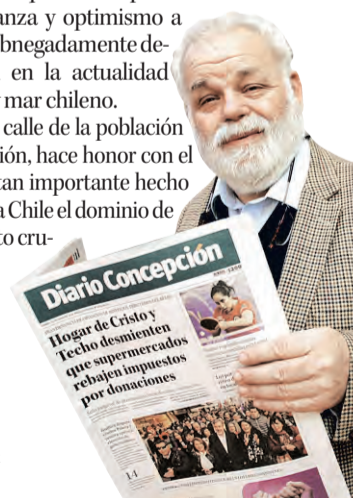 anza y optimismo a
bnegadamente de-
en la actualidad
mar chileno.
calle de la población
ión, hace honor con el
tan importante hecho
a Chile el dominio de
to cru-
Diario Concepción
Hogar de Cristo y
Techo desmienten
que supermercados
rebajen impuestos
por donaciones
14